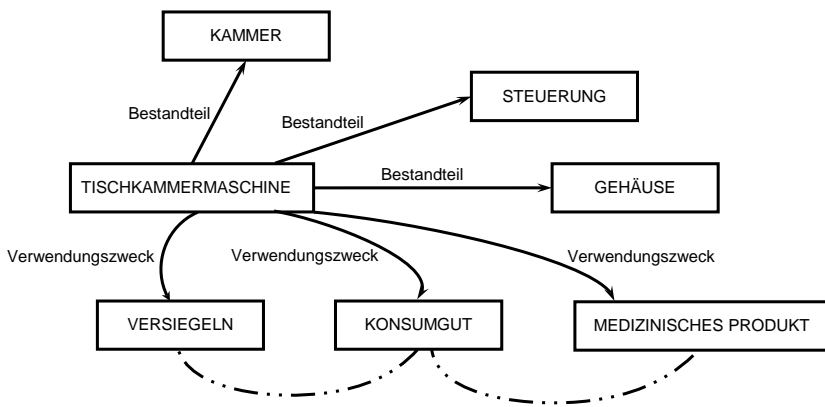 KAMMER
STEUERUNG
Bestandteil
Bestandteil
Bestandteil
TISCHKAMMERMASCHINE
GEHÄUSE
Verwendungszweck
Verwendungszweck
Verwendungszweck
VERSIEGELN
KONSUMGUT
MEDIZINISCHES PRODUKT